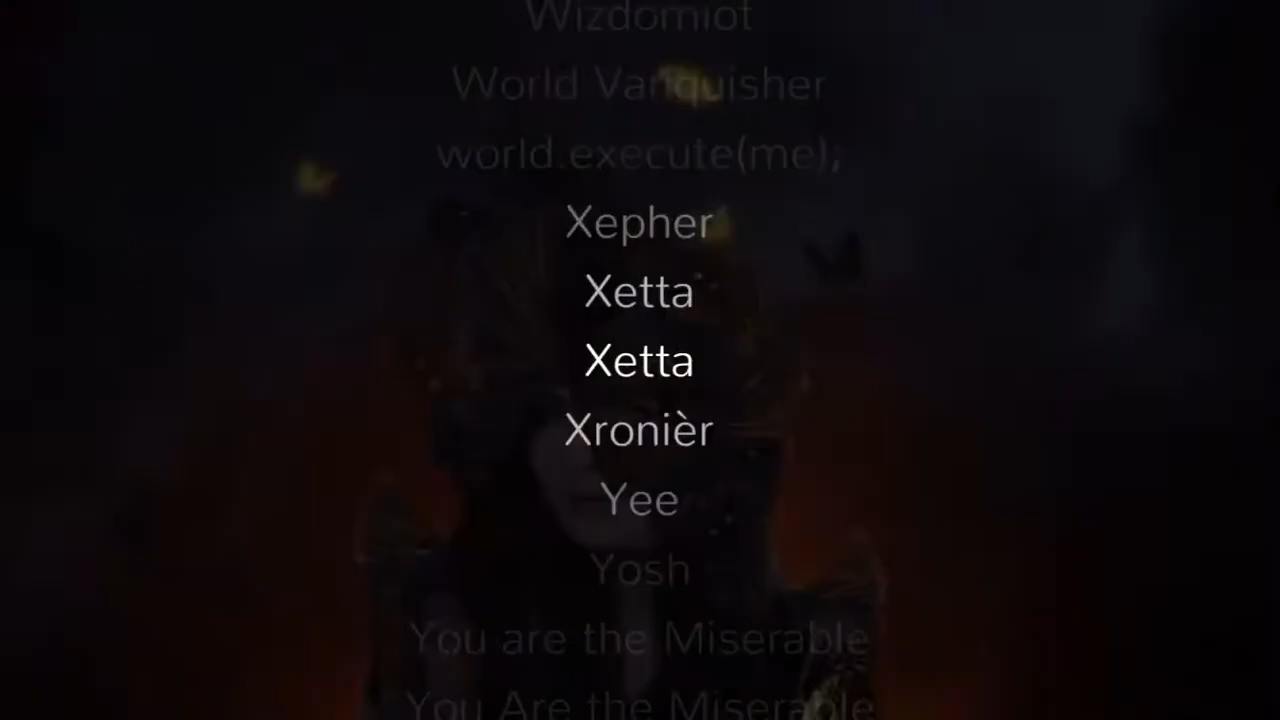 Wizdomiot
World Vanquisher
world.execute(me);
Xepher
Xetta
Xetta
Xronièr
Yee
Yosh
You are the Miserable
You Are the Miserable